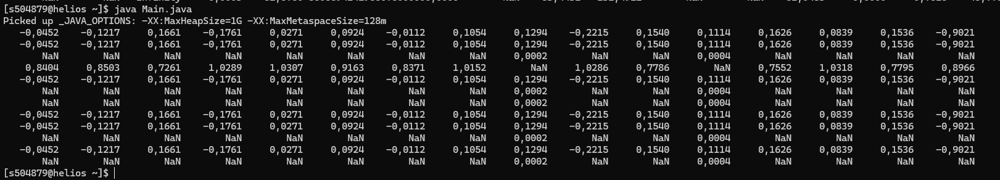 [s504879@helios ~]$ java Main.java
Picked up _JAVA_OPTIONS: -XX:MaxHeapSize=1G -XX:MaxMetaspaceSize=128m
-0,0452 -0,1217 0,1661 -0,1761 0,0271 0,0924 -0,0112 0,1054 0,1294 -0,2215 0,1540 0,1114 0,1626 0,0839 0,1536 -0,9021
-0,0452 -0,1217 0,1661 -0,1761 0,0271 0,0924 -0,0112 0,1054 0,1294 -0,2215 0,1540 0,1114 0,1626 0,0839 0,1536 -0,9021
NaN NaN NaN NaN NaN NaN NaN NaN 0,0002 NaN NaN 0,0004 NaN NaN NaN NaN
0,8404 0,8503 0,7261 1,0289 1,0307 0,9163 0,8371 1,0152 NaN 1,0286 0,7786 NaN 0,7552 1,0318 0,7795 0,8966
-0,0452 -0,1217 0,1661 -0,1761 0,0271 0,0924 -0,0112 0,1054 0,1294 -0,2215 0,1540 0,1114 0,1626 0,0839 0,1536 -0,9021
NaN NaN NaN NaN NaN NaN NaN NaN 0,0002 NaN NaN 0,0004 NaN NaN NaN NaN
NaN NaN NaN NaN NaN NaN NaN NaN 0,0002 NaN NaN 0,0004 NaN NaN NaN NaN
-0,0452 -0,1217 0,1661 -0,1761 0,0271 0,0924 -0,0112 0,1054 0,1294 -0,2215 0,1540 0,1114 0,1626 0,0839 0,1536 -0,9021
-0,0452 -0,1217 0,1661 -0,1761 0,0271 0,0924 -0,0112 0,1054 0,1294 -0,2215 0,1540 0,1114 0,1626 0,0839 0,1536 -0,9021
NaN NaN NaN NaN NaN NaN NaN NaN 0,0002 NaN NaN 0,0004 NaN NaN NaN NaN
-0,0452 -0,1217 0,1661 -0,1761 0,0271 0,0924 -0,0112 0,1054 0,1294 -0,2215 0,1540 0,1114 0,1626 0,0839 0,1536 -0,9021
NaN NaN NaN NaN NaN NaN NaN NaN 0,0002 NaN NaN 0,0004 NaN NaN NaN NaN
[s504879@helios ~]$